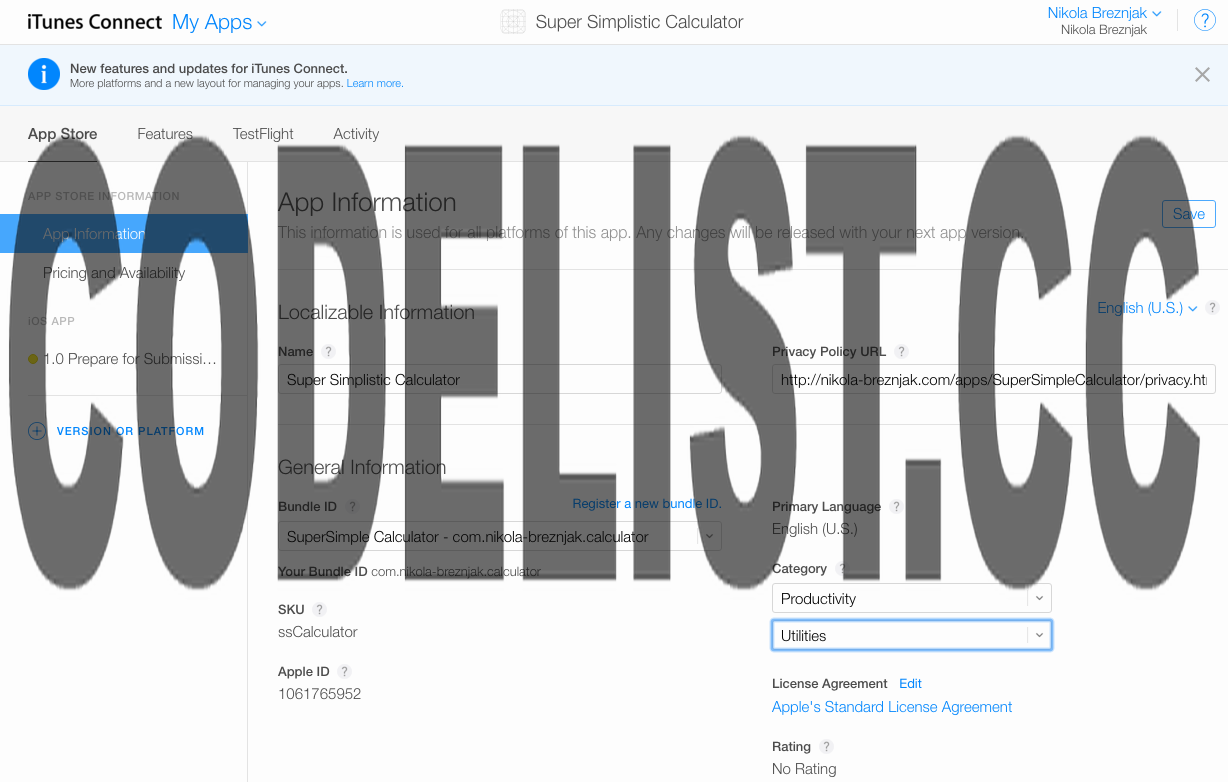 iTunes Connect My Apps
Super Simplistic Calculator
Nikola Breznjak
Nikola Breznjak
?
i
New features and updates for iTunes Connect.
More platforms and a new layout for managing your apps. Learn more.
App Store Features TestFlight Activity
APP STORE INFORMATION
App Information
Pricing and Availability
iOS APP
1.0 Prepare for Submissi...
VERSION OR PLATFORM
App Information
Save
This information is used for all platforms of this app. Any changes will be released with your next app version.
Localizable Information
English (U.S.) ?
Name ?
Super Simplistic Calculator
Privacy Policy URL ?
http://nikola-breznjak.com/apps/SuperSimpleCalculator/privacy.ht
General Information
Bundle ID ?
Register a new bundle ID.
SuperSimple Calculator - com.nikola-breznjak.calculator
Your Bundle ID com.nikola-breznjak.calculator
SKU ?
ssCalculator
Apple ID ?
1061765952
Primary Language ?
English (U.S.)
Category ?
Productivity
Utilities
License Agreement Edit
Apple's Standard License Agreement
Rating ?
No Rating
CODELIST.CC